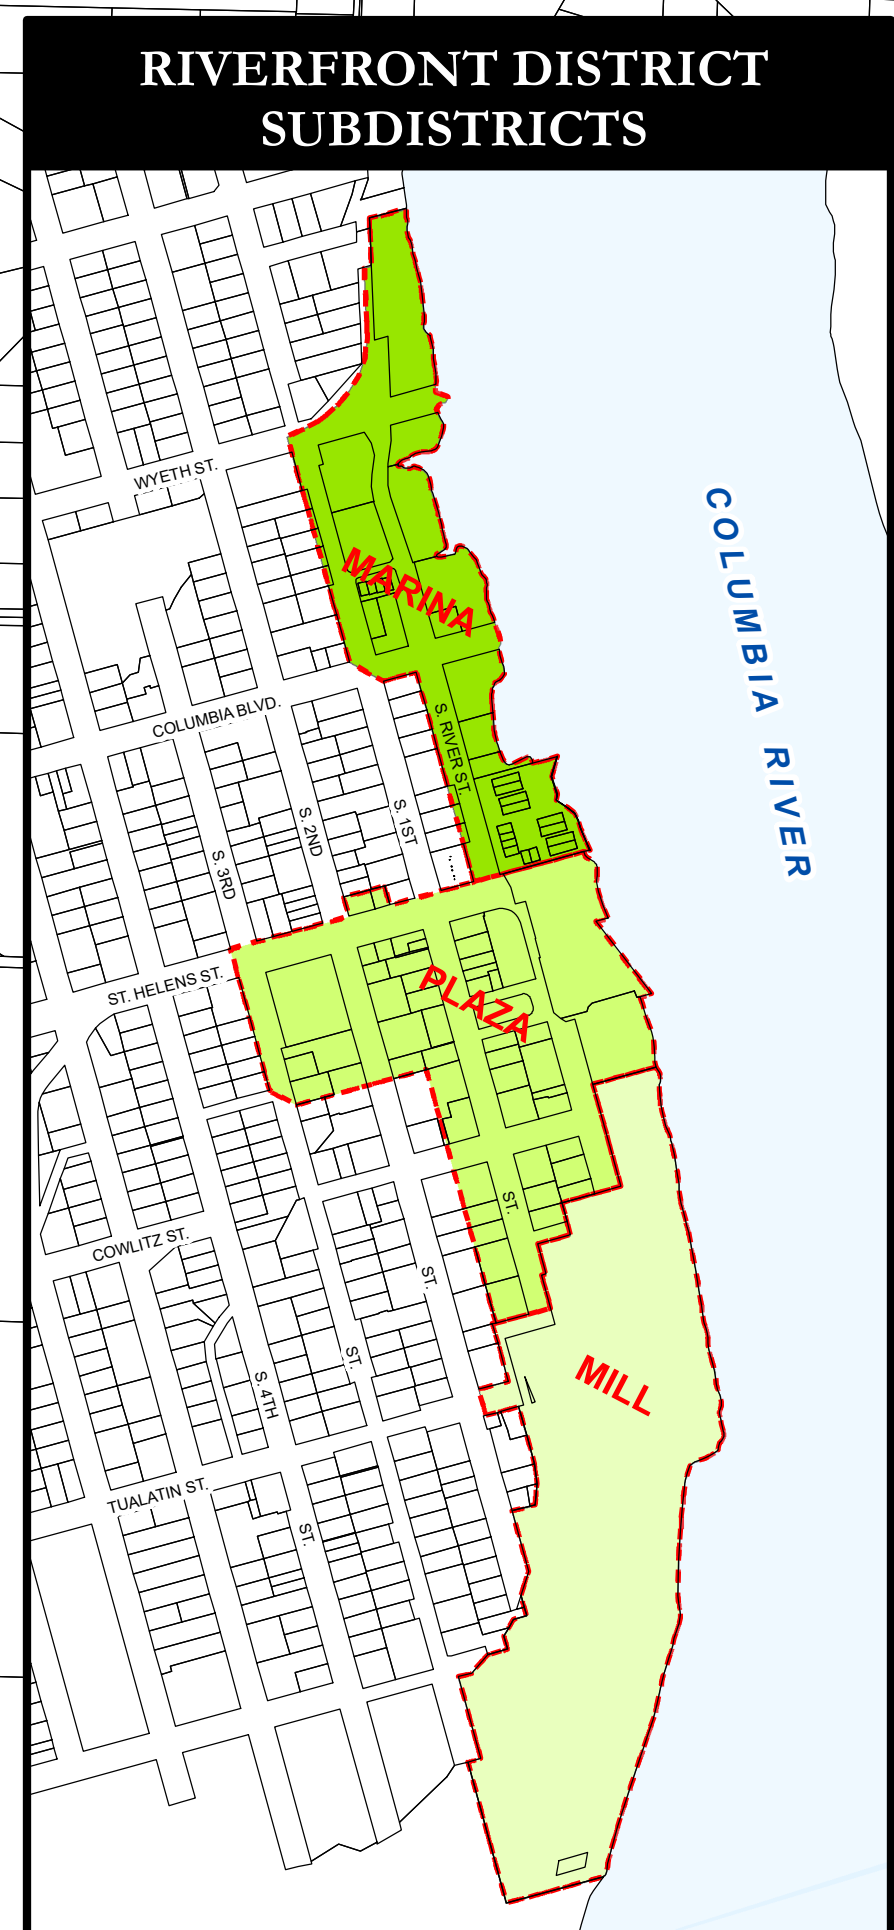 RIVERFRONT DISTRICT
SUBDISTRICTS
WYETH ST.
COLUMBIA RIVER
MARINA
COLUMBIA BLVD.
S. RIVER ST.
S. 1ST
S. 2ND
S. 3RD
ST. HELENS ST.
PLAZA
ST.
COWLITZ ST.
ST.
ST.
MILL
S. 4TH
TUALATIN ST.
ST.